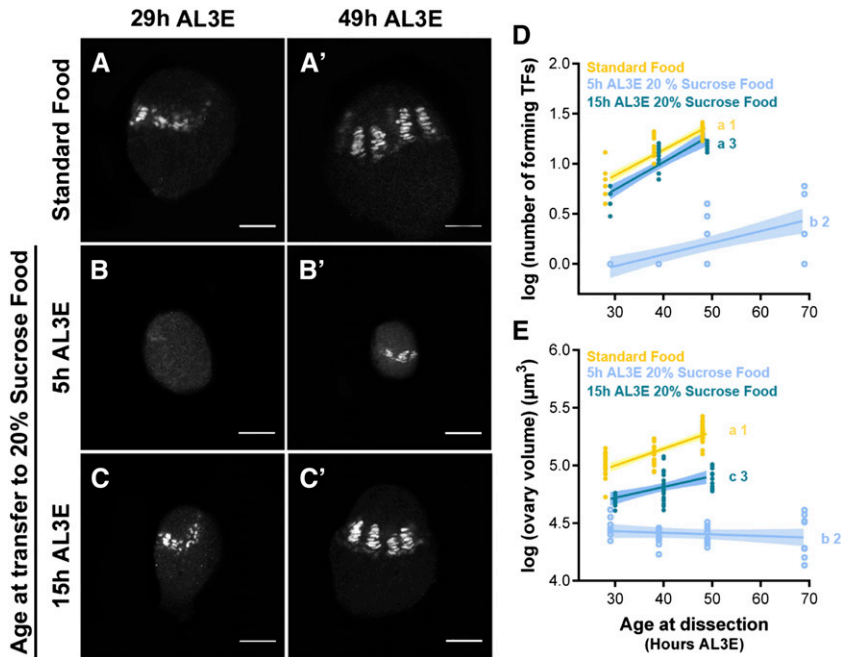 29h AL3E
49h AL3E
Age at transfer to 20% Sucrose Food
Standard Food
5h AL3E
15h AL3E
A
A'
B
B'
C
C'
D
Standard Food
5h AL3E 20 % Sucrose Food
15h AL3E 20% Sucrose Food
log (number of forming TFs)
2.0
1.5
1.0
0.5
0.0
a 1
a 3
b 2
30 40 50 60 70
E
Standard Food
5h AL3E 20% Sucrose Food
15h AL3E 20% Sucrose Food
log (ovary volume) (µm³)
6.0
5.5
5.0
4.5
4.0
a 1
c 3
b 2
30 40 50 60 70
Age at dissection
(Hours AL3E)